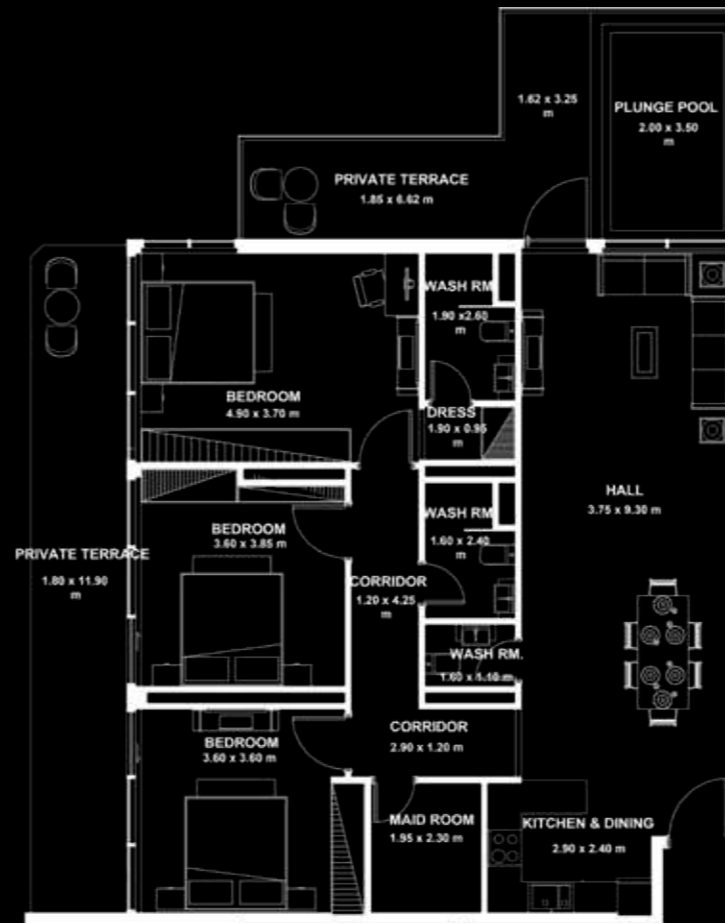 1.62 x 3.25
m
PLUNGE POOL
2.00 x 3.50
m
PRIVATE TERRACE
1.85 x 6.62 m
WASH RM
1.90 x2.60
m
BEDROOM
4.90 x 3.70 m
DRESS
1.90 x 0.95
m
HALL
3.75 x 9.30 m
BEDROOM
3.60 x 3.85 m
WASH RM
1.60 x 2.40
m
PRIVATE TERRACE
1.80 x 11.90
m
CORRIDOR
1.20 x 4.25
m
WASH RM.
1.60 x 1.10 m
CORRIDOR
2.90 x 1.20 m
BEDROOM
3.60 x 3.60 m
MAID ROOM
1.95 x 2.30 m
KITCHEN & DINING
2.90 x 2.40 m